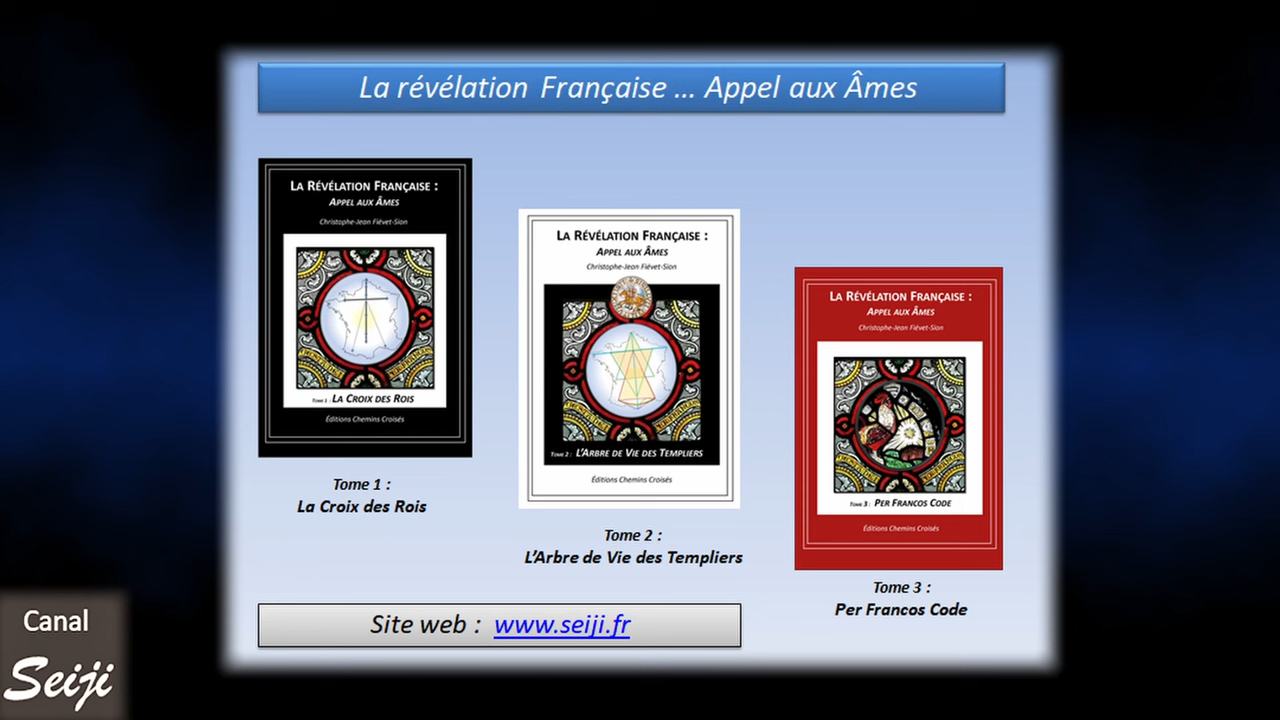 La révélation Française ... Appel aux Âmes
LA RÉVÉLATION FRANÇAISE :
APPEL AUX ÂMES
Christophe-Jean Fiévet-Sion
TOME 1 : LA CROIX DES ROIS
Éditions Chemins Croisés
Tome 1 :
La Croix des Rois
LA RÉVÉLATION FRANÇAISE :
APPEL AUX ÂMES
Christophe-Jean Fiévet-Sion
TOME 2 : L'ARBRE DE VIE DES TEMPLIERS
Éditions Chemins Croisés
Tome 2 :
L'Arbre de Vie des Templiers
LA RÉVÉLATION FRANÇAISE :
APPEL AUX ÂMES
Christophe-Jean Fiévet-Sion
TOME 3 : PER FRANCOS CODE
Éditions Chemins Croisés
Tome 3 :
Per Francos Code
Site web : www.seiji.fr
Canal
Seiji